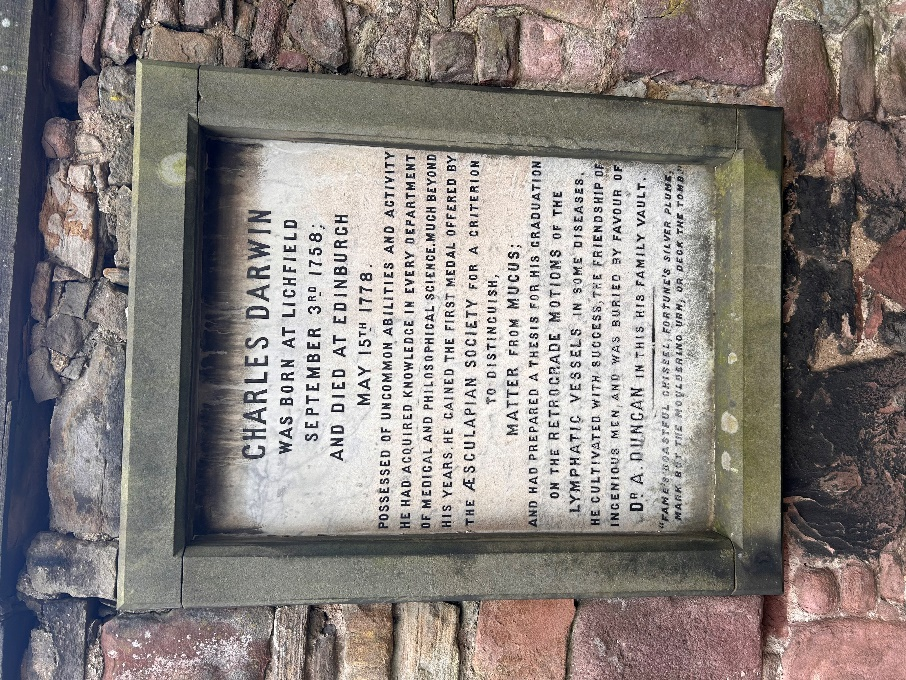 CHARLES DARWIN
WAS BORN AT LICHFIELD
SEPTEMBER 3RD 1758;
AND DIED AT EDINBURGH
MAY 15TH 1778.
POSSESSED OF UNCOMMON ABILITIES AND ACTIVITY
HE HAD ACQUIRED KNOWLEDGE IN EVERY DEPARTMENT
OF MEDICAL AND PHILOSOPHICAL SCIENCE, MUCH BEYOND
HIS YEARS. HE GAINED THE FIRST MEDAL OFFERED BY
THE ÆSCULAPIAN SOCIETY FOR A CRITERION
TO DISTINGUISH,
MATTER FROM MUCUS;
AND HAD PREPARED A THESIS FOR HIS GRADUATION
ON THE RETROGRADE MOTIONS OF THE
LYMPHATIC VESSELS, IN SOME DISEASES.
HE CULTIVATED WITH SUCCESS, THE FRIENDSHIP OF
INGENIOUS MEN, AND WAS BURIED BY FAVOUR OF
DR A. DUNCAN IN THIS HIS FAMILY VAULT.
"FAME'S BOASTFUL CHISEL, FORTUNE'S SILVER PLUME,
MARK BUT THE MOULDERING URN, OR DECK THE TOMB."